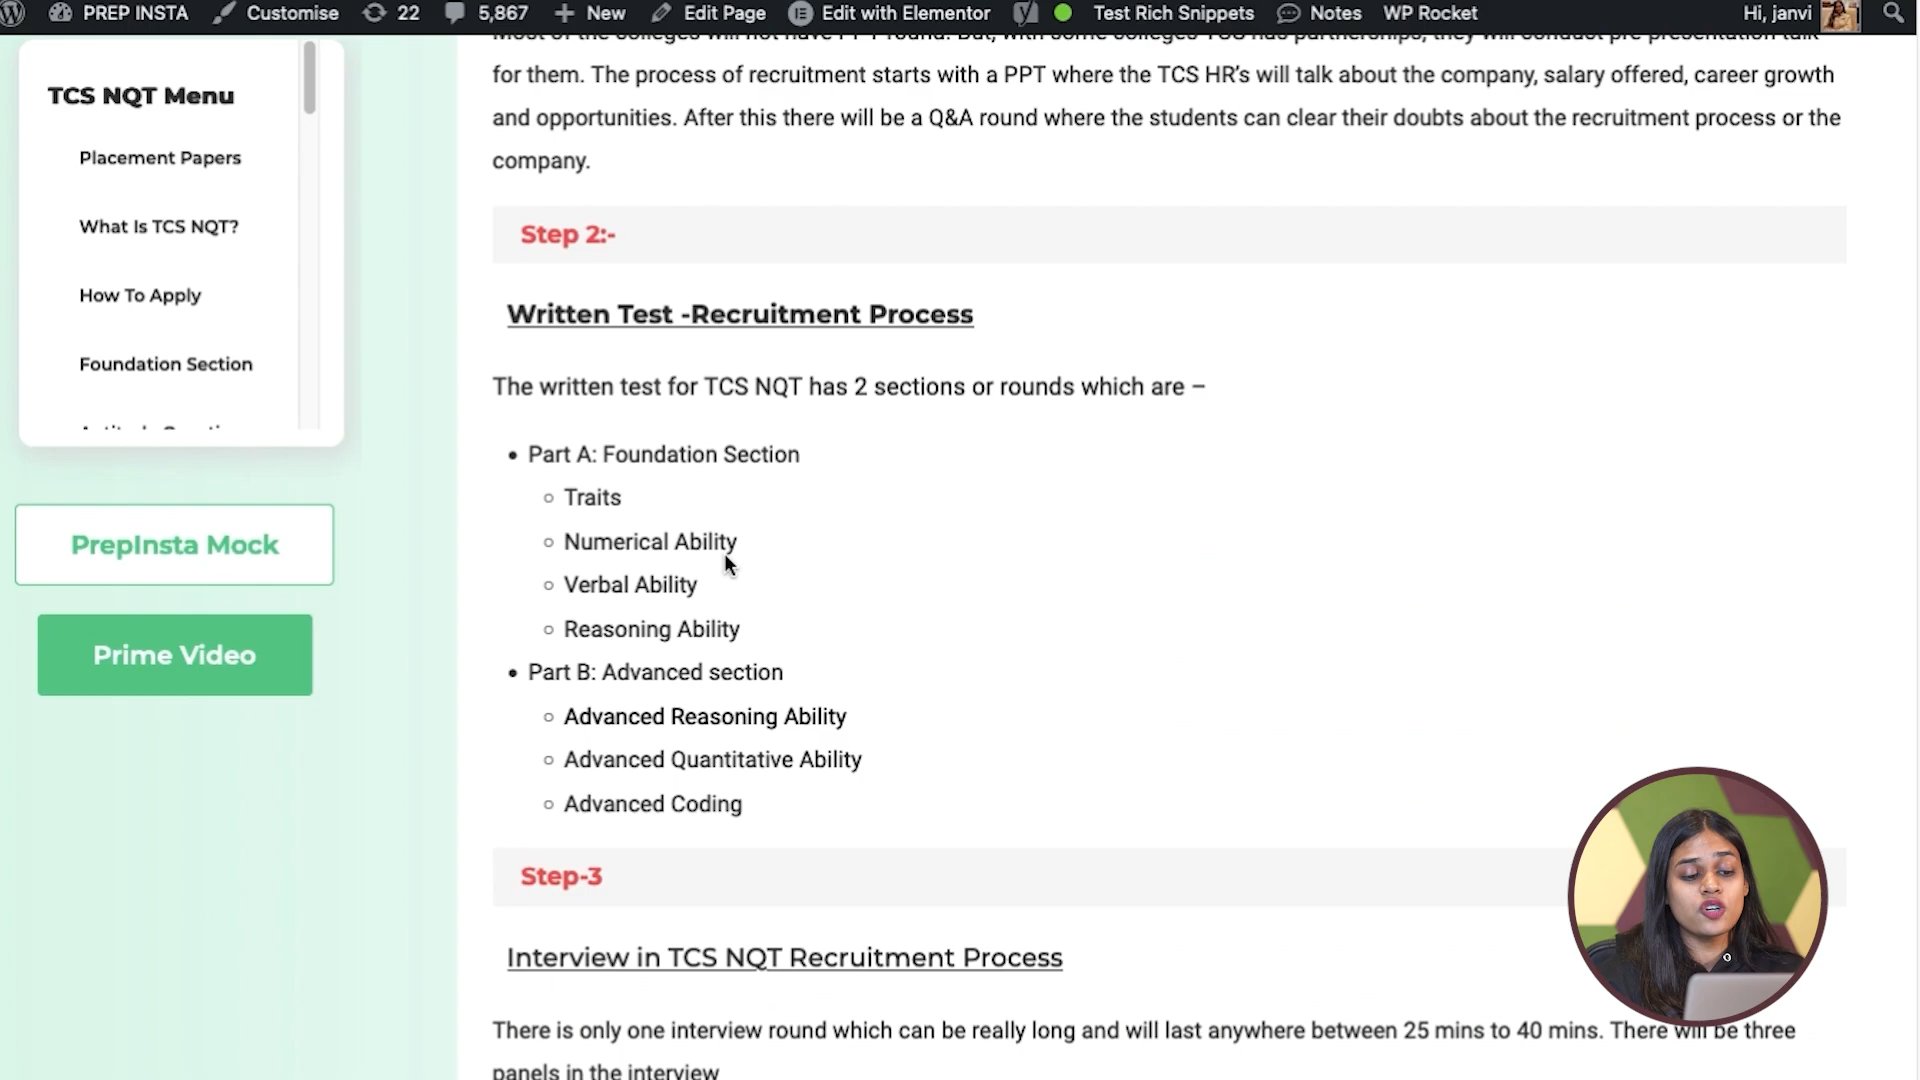 PREP INSTA Customise 22 5,867 New Edit Page Edit with Elementor Test Rich Snippets Notes WP Rocket Hi, janvi
TCS NQT Menu
Placement Papers
What Is TCS NQT?
How To Apply
Foundation Section
PrepInsta Mock
Prime Video
for them. The process of recruitment starts with a PPT where the TCS HR's will talk about the company, salary offered, career growth
and opportunities. After this there will be a Q&A round where the students can clear their doubts about the recruitment process or the
company.
Step 2:-
Written Test -Recruitment Process
The written test for TCS NQT has 2 sections or rounds which are –
• Part A: Foundation Section
○ Traits
○ Numerical Ability
○ Verbal Ability
○ Reasoning Ability
• Part B: Advanced section
○ Advanced Reasoning Ability
○ Advanced Quantitative Ability
○ Advanced Coding
Step-3
Interview in TCS NQT Recruitment Process
There is only one interview round which can be really long and will last anywhere between 25 mins to 40 mins. There will be three
panels in the interview